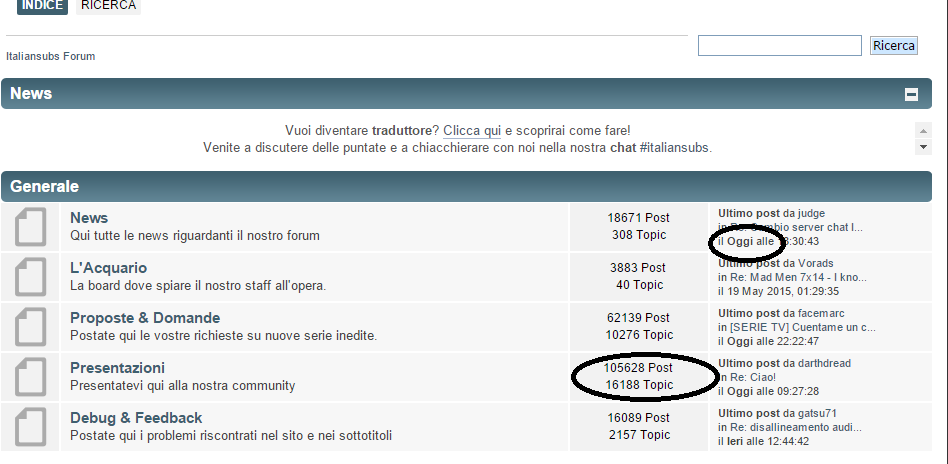 INDICE RICERCA
Ricerca
Italiansubs Forum
News
Vuoi diventare traduttore? Clicca qui e scoprirai come fare!
Venite a discutere delle puntate e a chiacchierare con noi nella nostra chat #italiansubs.
Generale
News
Qui tutte le news riguardanti il nostro forum
18671 Post
308 Topic
Ultimo post da judge
in Re: Cambio server chat I...
il Oggi alle 18:30:43
L'Acquario
La board dove spiare il nostro staff all'opera.
3883 Post
40 Topic
Ultimo post da Vorads
in Re: Mad Men 7x14 - I kno...
il 19 May 2015, 01:29:35
Proposte & Domande
Postate qui le vostre richieste su nuove serie inedite.
62139 Post
10276 Topic
Ultimo post da facemarc
in [SERIE TV] Cuentame un c...
il Oggi alle 22:22:47
Presentazioni
Presentatevi qui alla nostra community
105628 Post
16188 Topic
Ultimo post da darthdread
in Re: Ciao!
il Oggi alle 09:27:28
Debug & Feedback
Postate qui i problemi riscontrati nel sito e nei sottotitoli
16089 Post
2157 Topic
Ultimo post da gatsu71
in Re: disallineamento audi...
il Ieri alle 12:44:42